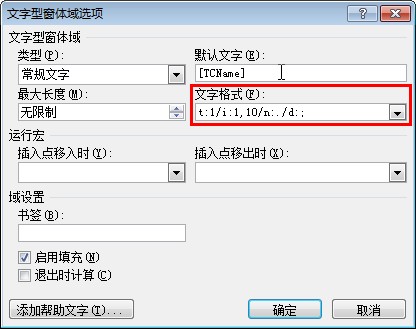 文字型窗体域选项
文字型窗体域
类型(P): 默认文字(E):
常规文字 [TCName]
最大长度(M): 文字格式(F):
无限制 t:1/i:1,10/n:./d:;
运行宏
插入点移入时(Y): 插入点移出时(X):
域设置
书签(B):
启用填充(N)
退出时计算(C)
添加帮助文字(T)... 确定 取消